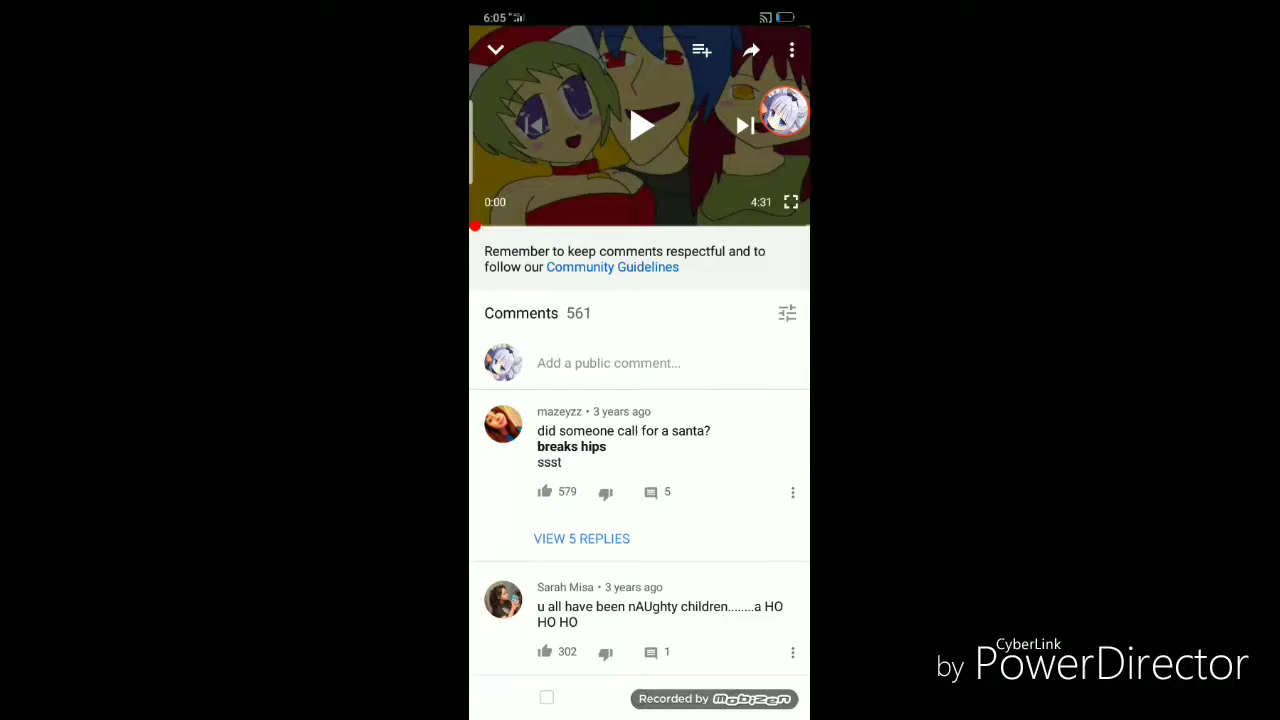 6:05
0:00
4:31
Remember to keep comments respectful and to
follow our Community Guidelines
Comments 561
Add a public comment...
mazeyzz • 3 years ago
did someone call for a santa?
breaks hips
ssst
579
5
VIEW 5 REPLIES
Sarah Misa • 3 years ago
u all have been nAUghty children........a HO
HO HO
302
1
Recorded by mobizen
CyberLink
by PowerDirector